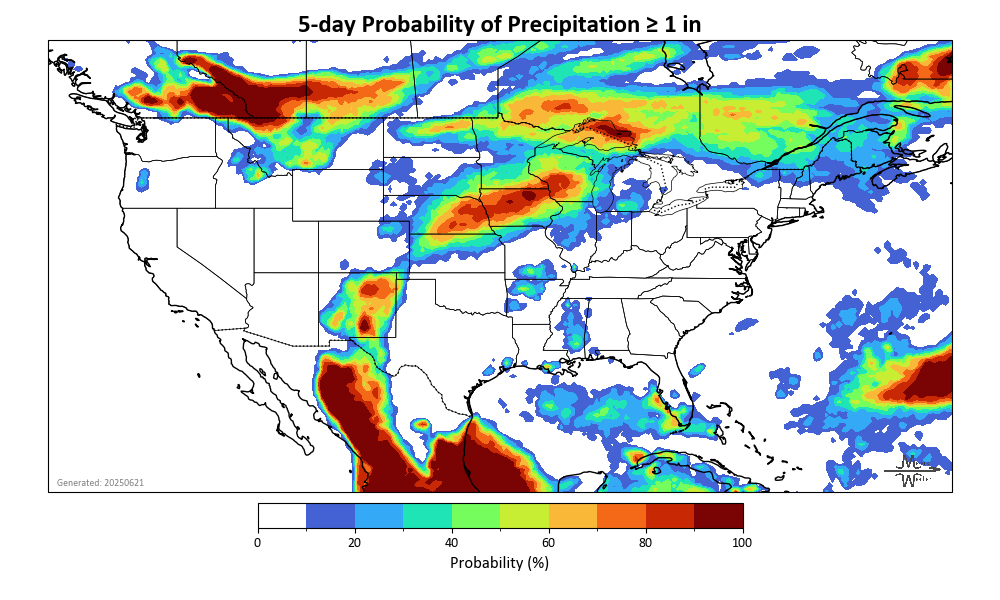 5-day Probability of Precipitation ≥ 1 in
Generated: 20250621
0 20 40 60 80 100
Probability (%)